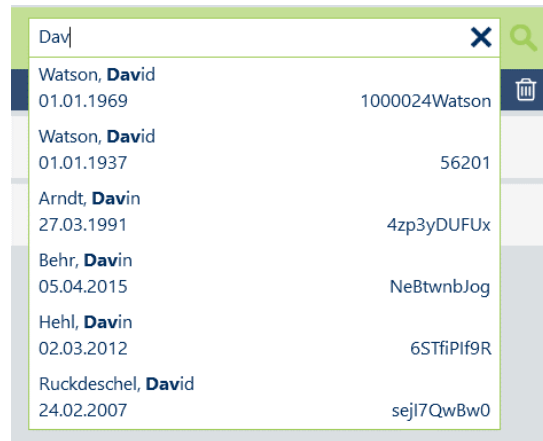 Dav
Watson, David
01.01.1969 1000024Watson
Watson, David
01.01.1937 56201
Arndt, Davin
27.03.1991 4zp3yDUFUx
Behr, Davin
05.04.2015 NeBtwnbJog
Hehl, Davin
02.03.2012 6STfiPIf9R
Ruckdeschel, David
24.02.2007 sejI7QwBw0